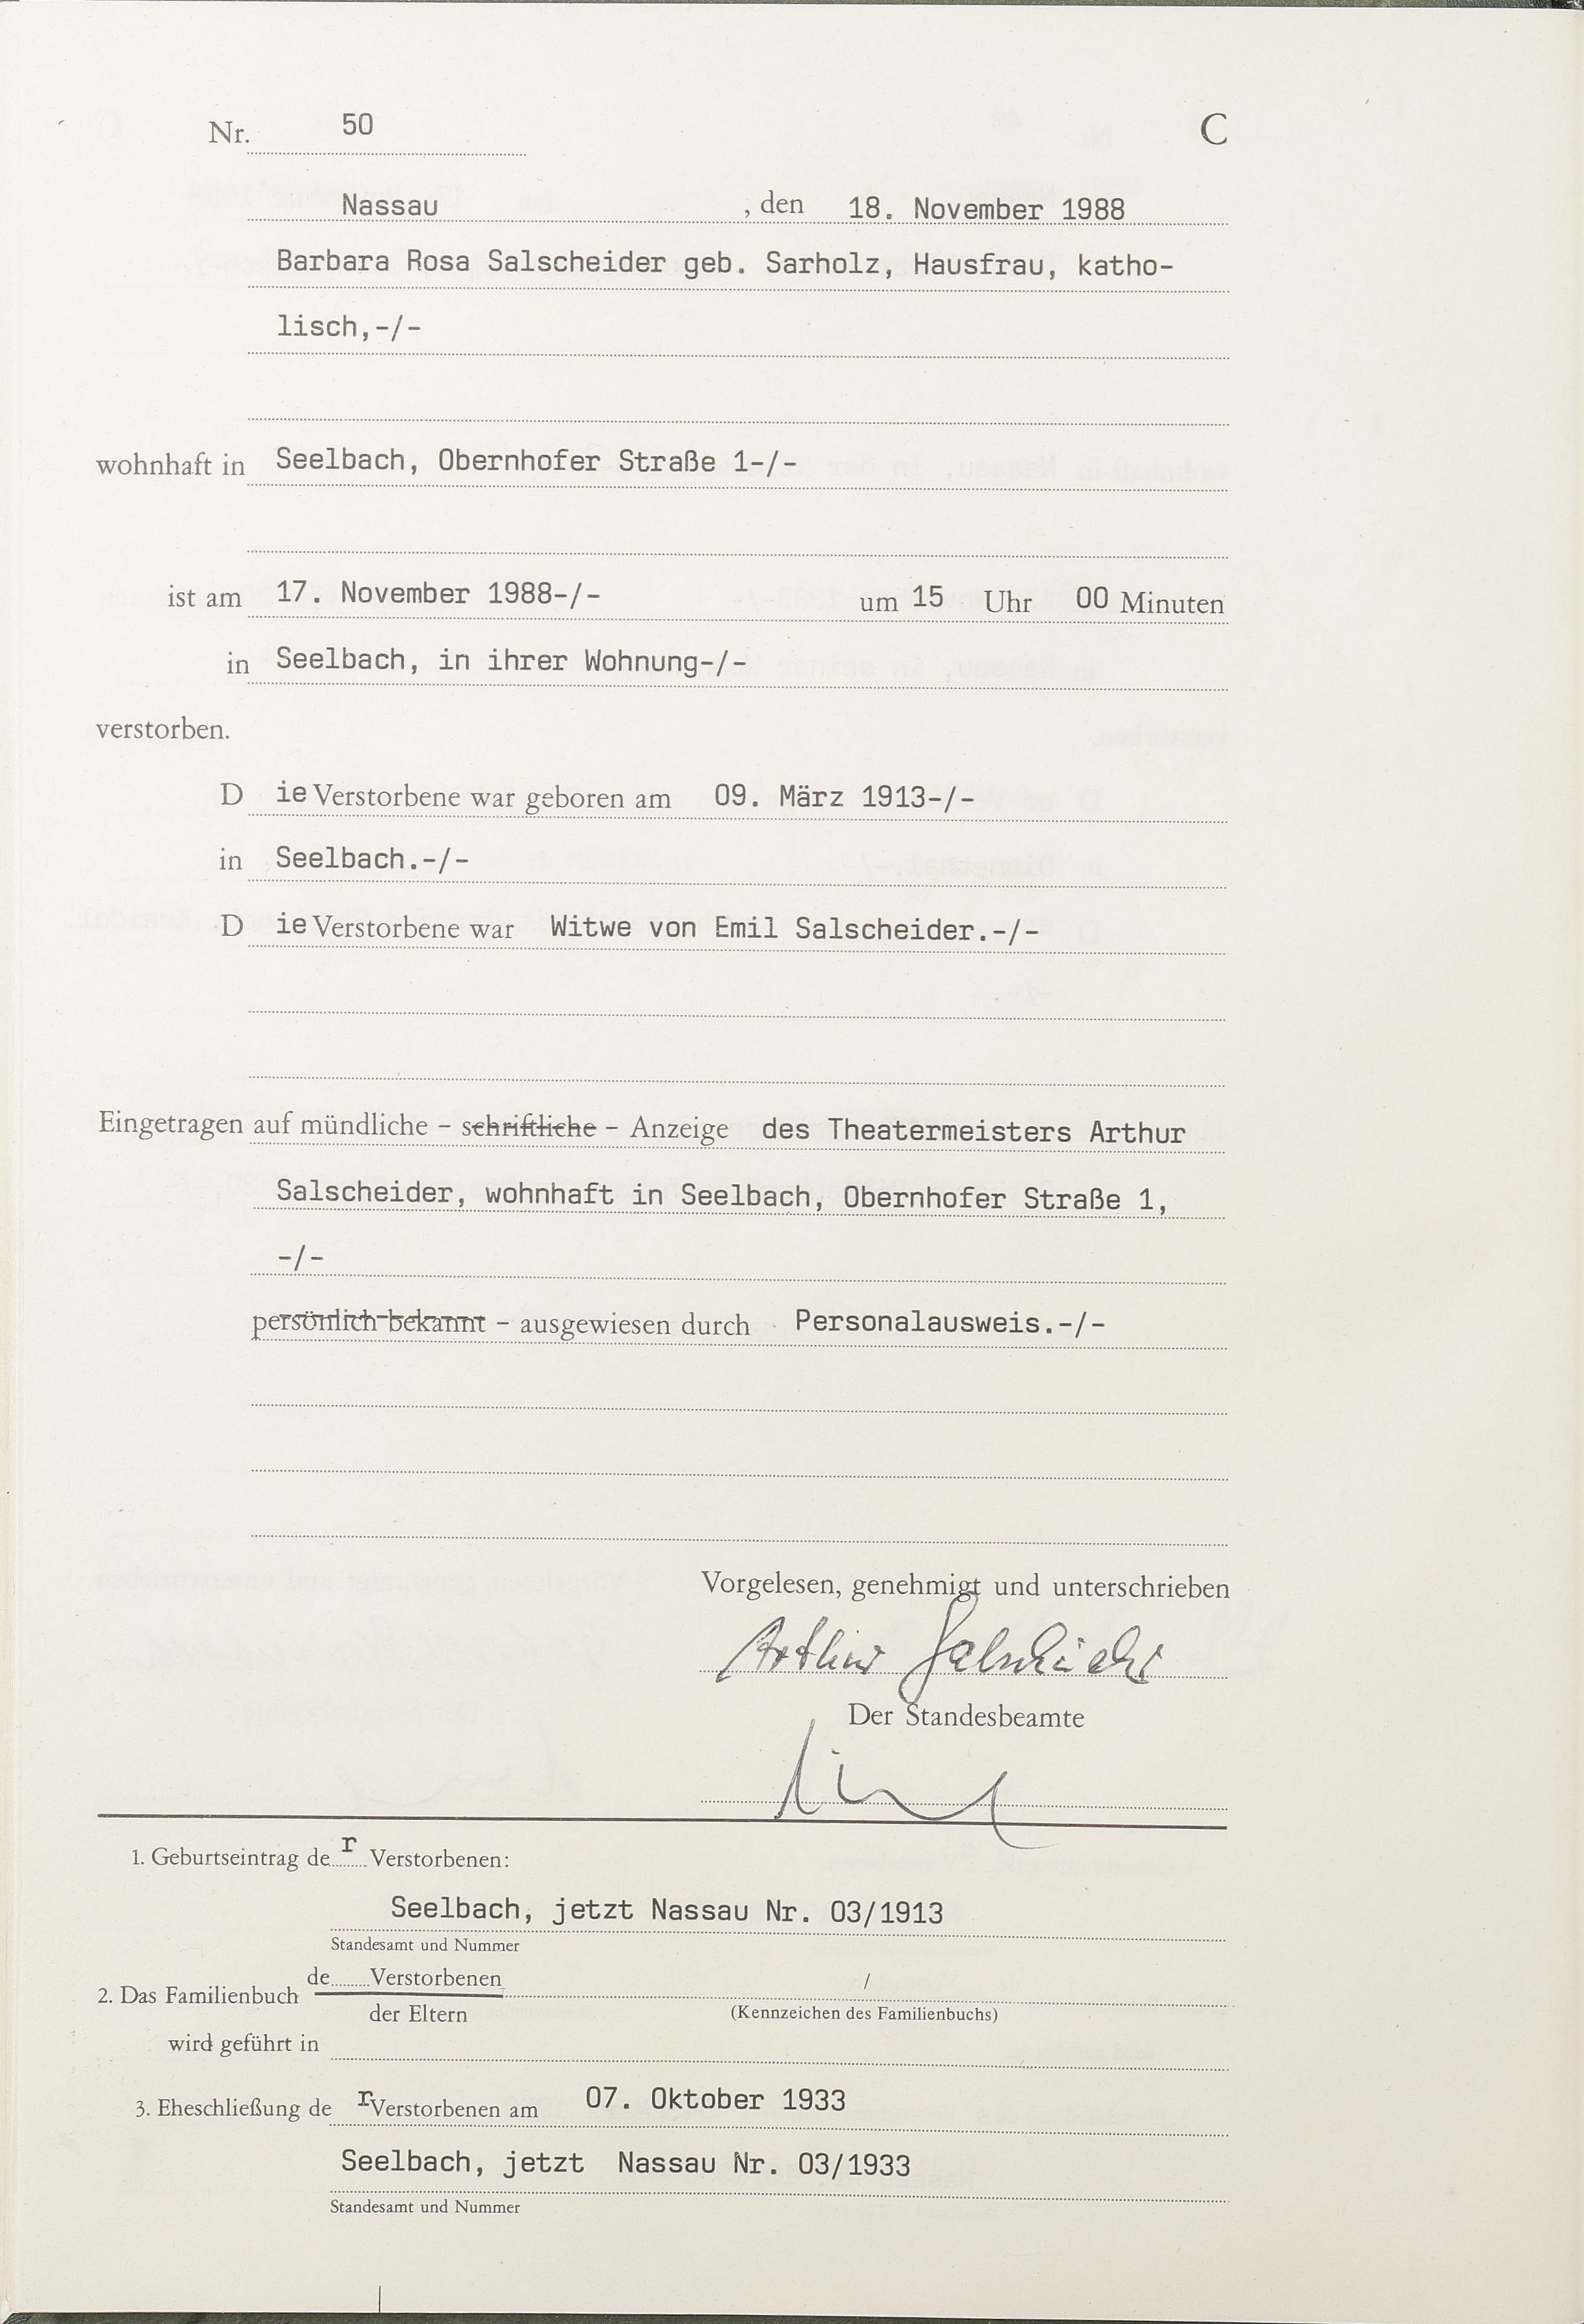 Nr. 50 C
Nassau , den 18. November 1988
Barbara Rosa Salscheider geb. Sarholz, Hausfrau, katho-
lisch,-/-
wohnhaft in Seelbach, Obernhofer Straße 1-/-
ist am 17. November 1988-/- um 15 Uhr 00 Minuten
in Seelbach, in ihrer Wohnung-/-
verstorben.
D ie Verstorbene war geboren am 09. März 1913-/-
in Seelbach.-/-
D ie Verstorbene war Witwe von Emil Salscheider.-/-
Eingetragen auf mündliche – schriftliche – Anzeige des Theatermeisters Arthur
Salscheider, wohnhaft in Seelbach, Obernhofer Straße 1,
-/-
persönlich bekannt – ausgewiesen durch Personalausweis.-/-
Vorgelesen, genehmigt und unterschrieben
Arthur Salscheider
Der Standesbeamte
1. Geburtseintrag de r Verstorbenen:
Seelbach, jetzt Nassau Nr. 03/1913
Standesamt und Nummer
de Verstorbenen /
2. Das Familienbuch
der Eltern (Kennzeichen des Familienbuchs)
wird geführt in
3. Eheschließung de r Verstorbenen am 07. Oktober 1933
Seelbach, jetzt Nassau Nr. 03/1933
Standesamt und Nummer